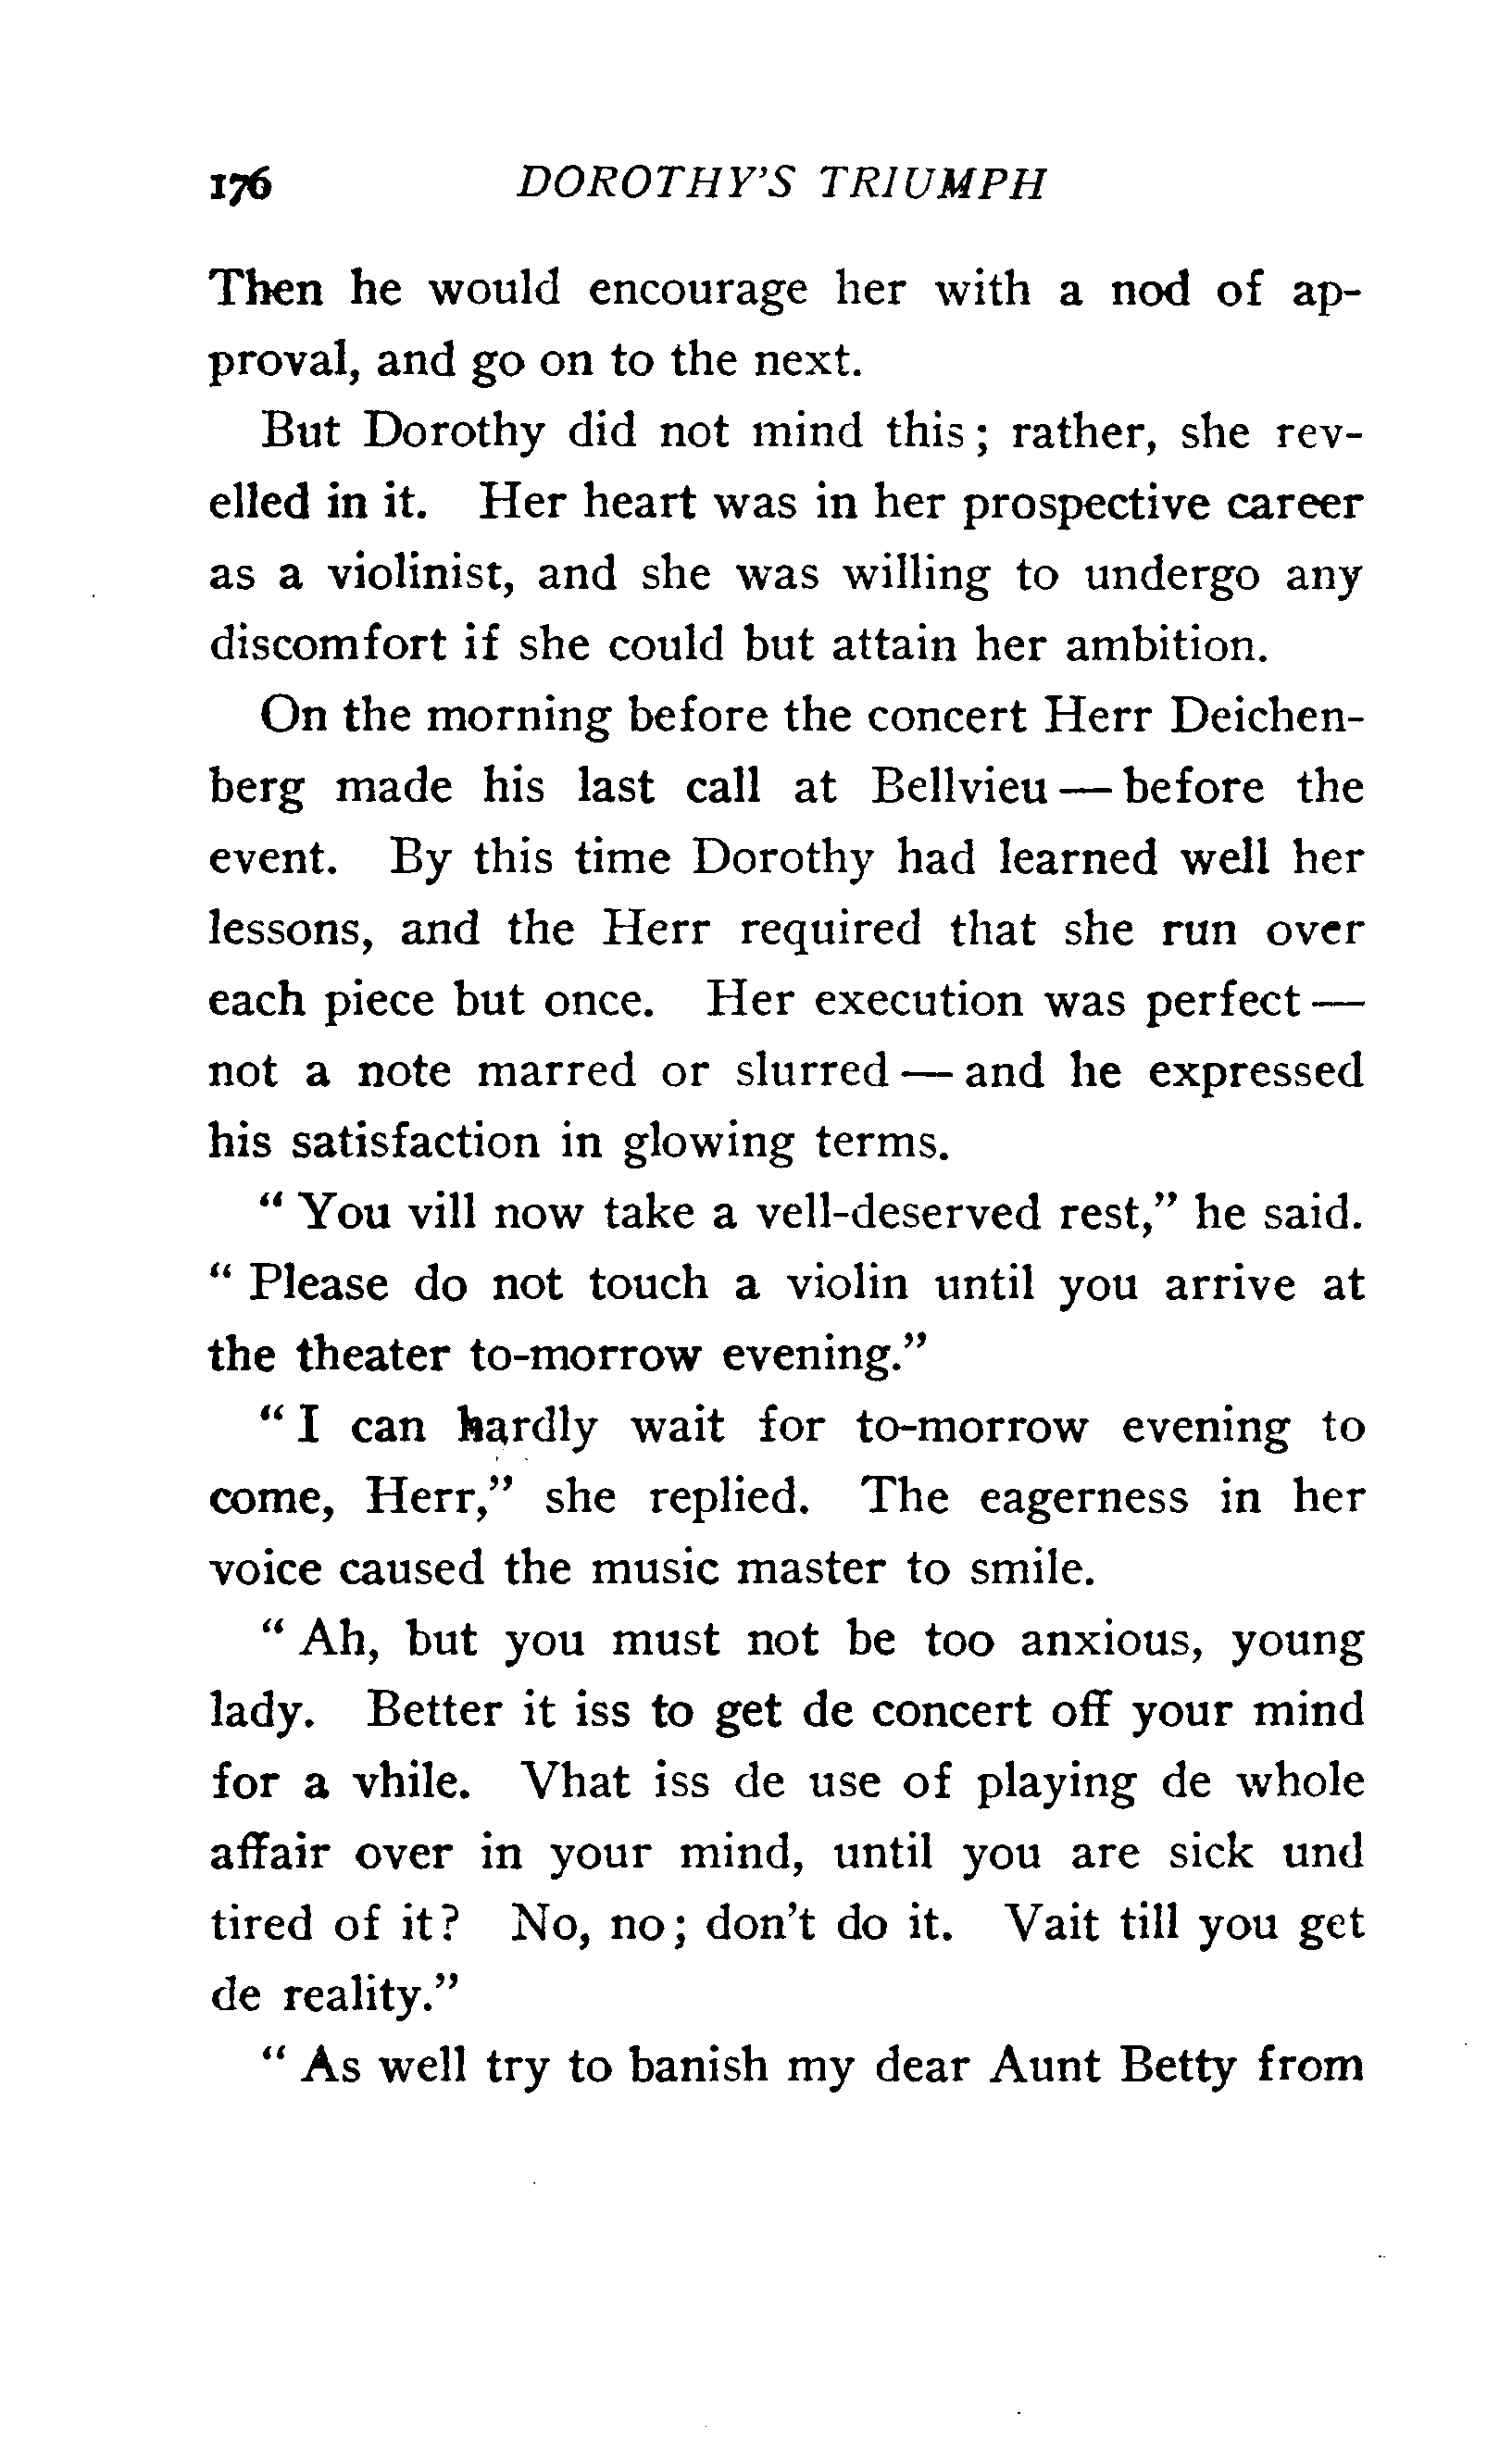 176 DOROTHY'S TRIUMPH
Then he would encourage her with a nod of ap-
proval, and go on to the next.
But Dorothy did not mind this; rather, she rev-
elled in it. Her heart was in her prospective career
as a violinist, and she was willing to undergo any
discomfort if she could but attain her ambition.
On the morning before the concert Herr Deichen-
berg made his last call at Bellvieu — before the
event. By this time Dorothy had learned well her
lessons, and the Herr required that she run over
each piece but once. Her execution was perfect —
not a note marred or slurred — and he expressed
his satisfaction in glowing terms.
"You vill now take a vell-deserved rest," he said.
"Please do not touch a violin until you arrive at
the theater to-morrow evening."
"I can hardly wait for to-morrow evening to
come, Herr," she replied. The eagerness in her
voice caused the music master to smile.
"Ah, but you must not be too anxious, young
lady. Better it iss to get de concert off your mind
for a vhile. Vhat iss de use of playing de whole
affair over in your mind, until you are sick und
tired of it? No, no; don't do it. Vait till you get
de reality."
"As well try to banish my dear Aunt Betty from